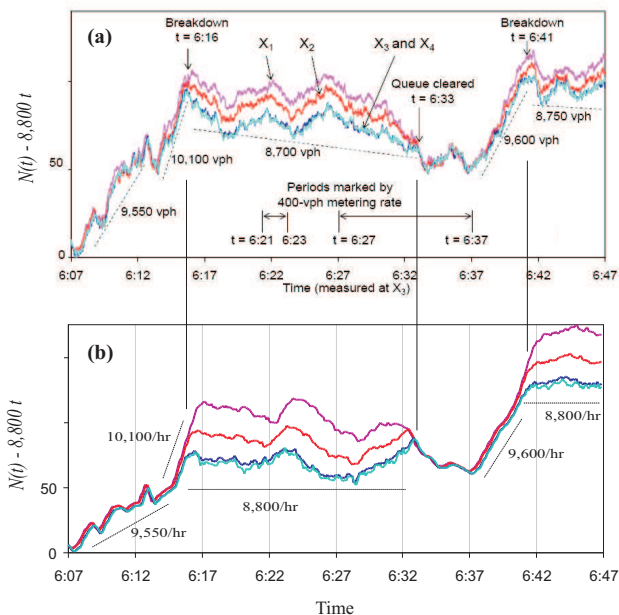 (a)
Breakdown
t = 6:16
X₁
X₂
X₃ and X₄
Queue cleared
t = 6:33
Breakdown
t = 6:41
N(t) - 8,800 t
50
0
9,550 vph
10,100 vph
8,700 vph
9,600 vph
8,750 vph
Periods marked by
400-vph metering rate
t = 6:21
6:23
t = 6:27
t = 6:37
6:07
6:12
6:17
6:22
6:27
6:32
6:37
6:42
6:47
Time (measured at X₃)
(b)
N(t) - 8,800 t
50
0
10,100/hr
9,550/hr
8,800/hr
9,600/hr
8,800/hr
6:07
6:12
6:17
6:22
6:27
6:32
6:37
6:42
6:47
Time